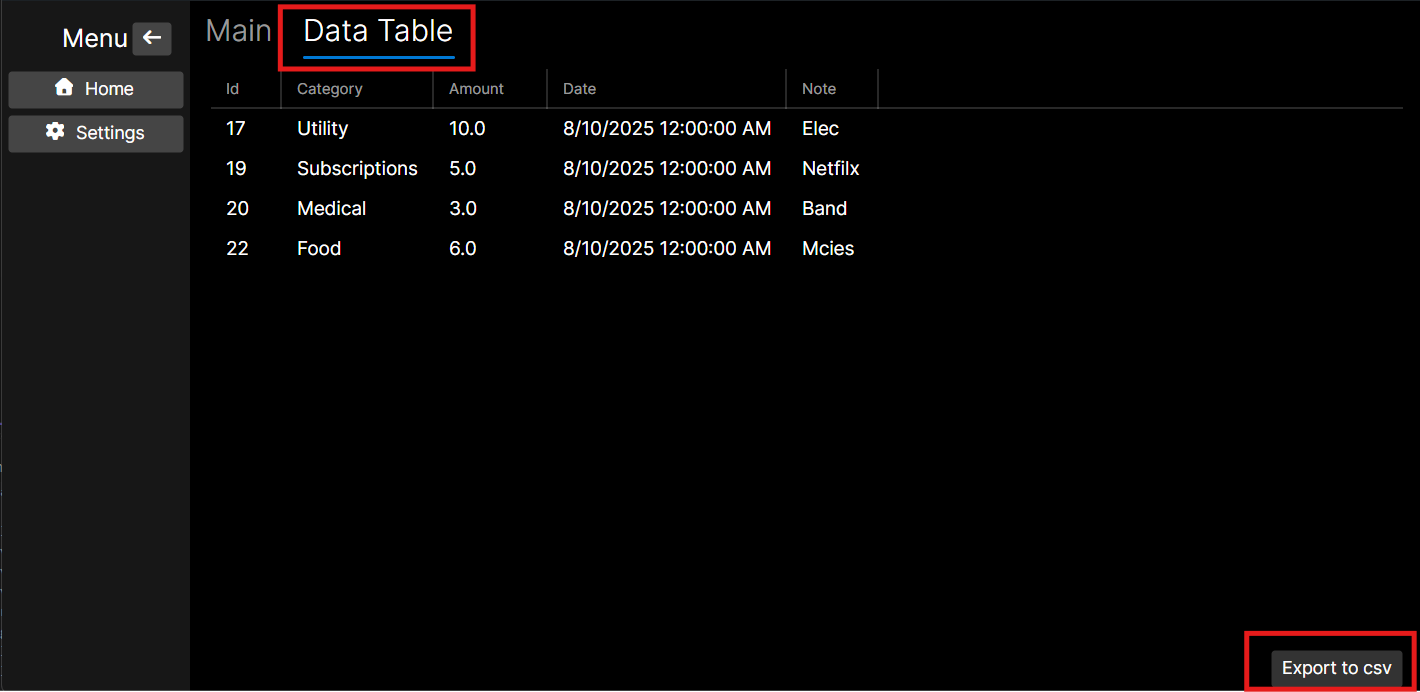 Menu
Home
Settings
Main Data Table
Id Category Amount Date Note
17 Utility 10.0 8/10/2025 12:00:00 AM Elec
19 Subscriptions 5.0 8/10/2025 12:00:00 AM Netfilx
20 Medical 3.0 8/10/2025 12:00:00 AM Band
22 Food 6.0 8/10/2025 12:00:00 AM Mcies
Export to csv